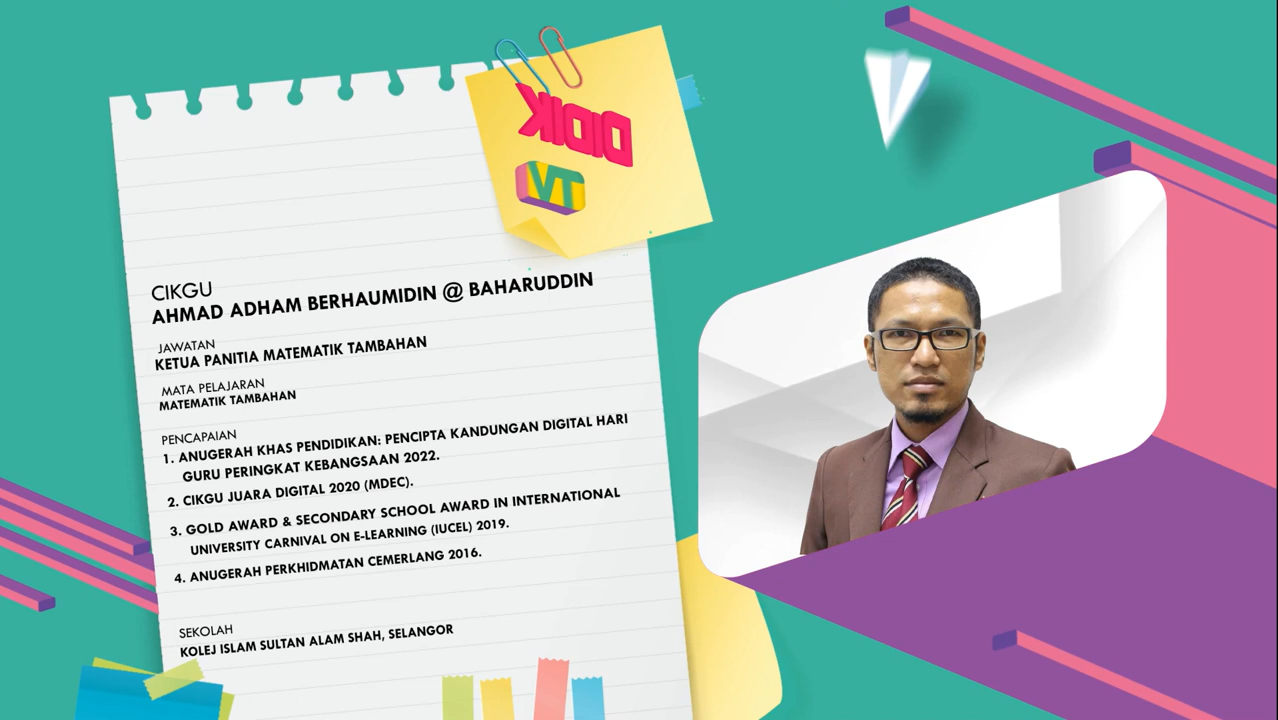 DIDIK
TV
CIKGU
AHMAD ADHAM BERHAUMIDIN @ BAHARUDDIN
JAWATAN
KETUA PANITIA MATEMATIK TAMBAHAN
MATA PELAJARAN
MATEMATIK TAMBAHAN
PENCAPAIAN
1. ANUGERAH KHAS PENDIDIKAN: PENCIPTA KANDUNGAN DIGITAL HARI
GURU PERINGKAT KEBANGSAAN 2022.
2. CIKGU JUARA DIGITAL 2020 (MDEC).
3. GOLD AWARD & SECONDARY SCHOOL AWARD IN INTERNATIONAL
UNIVERSITY CARNIVAL ON E-LEARNING (IUCEL) 2019.
4. ANUGERAH PERKHIDMATAN CEMERLANG 2016.
SEKOLAH
KOLEJ ISLAM SULTAN ALAM SHAH, SELANGOR